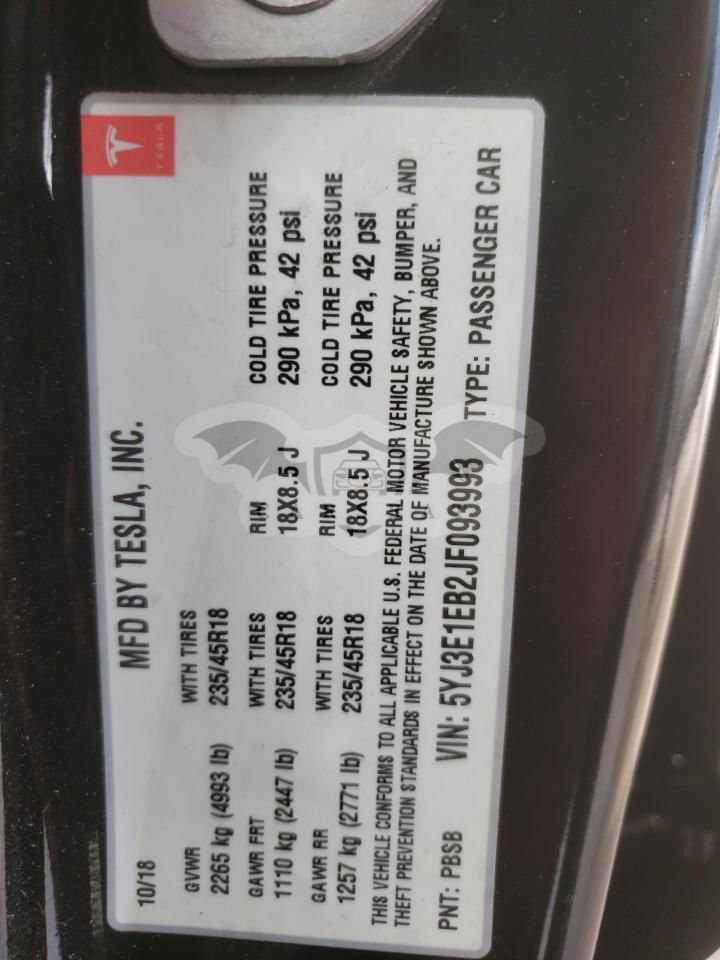 TESLA
MFD BY TESLA, INC.
10/18
GVWR WITH TIRES
2265 kg (4993 lb) 235/45R18
GAWR FRT WITH TIRES RIM COLD TIRE PRESSURE
1110 kg (2447 lb) 235/45R18 18X8.5 J 290 kPa, 42 psi
GAWR RR WITH TIRES RIM COLD TIRE PRESSURE
1257 kg (2771 lb) 235/45R18 18X8.5 J 290 kPa, 42 psi
THIS VEHICLE CONFORMS TO ALL APPLICABLE U.S. FEDERAL MOTOR VEHICLE SAFETY, BUMPER, AND
THEFT PREVENTION STANDARDS IN EFFECT ON THE DATE OF MANUFACTURE SHOWN ABOVE.
PNT: PBSB VIN: 5YJ3E1EB2JF093993 TYPE: PASSENGER CAR